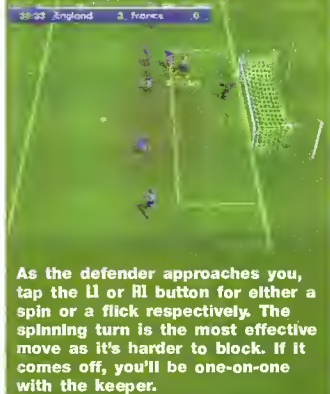 England France 0
As the defender approaches you,
tap the L1 or R1 button for either a
spin or a flick respectively. The
spinning turn is the most effective
move as it's harder to block. If it
comes off, you'll be one-on-one
with the keeper.